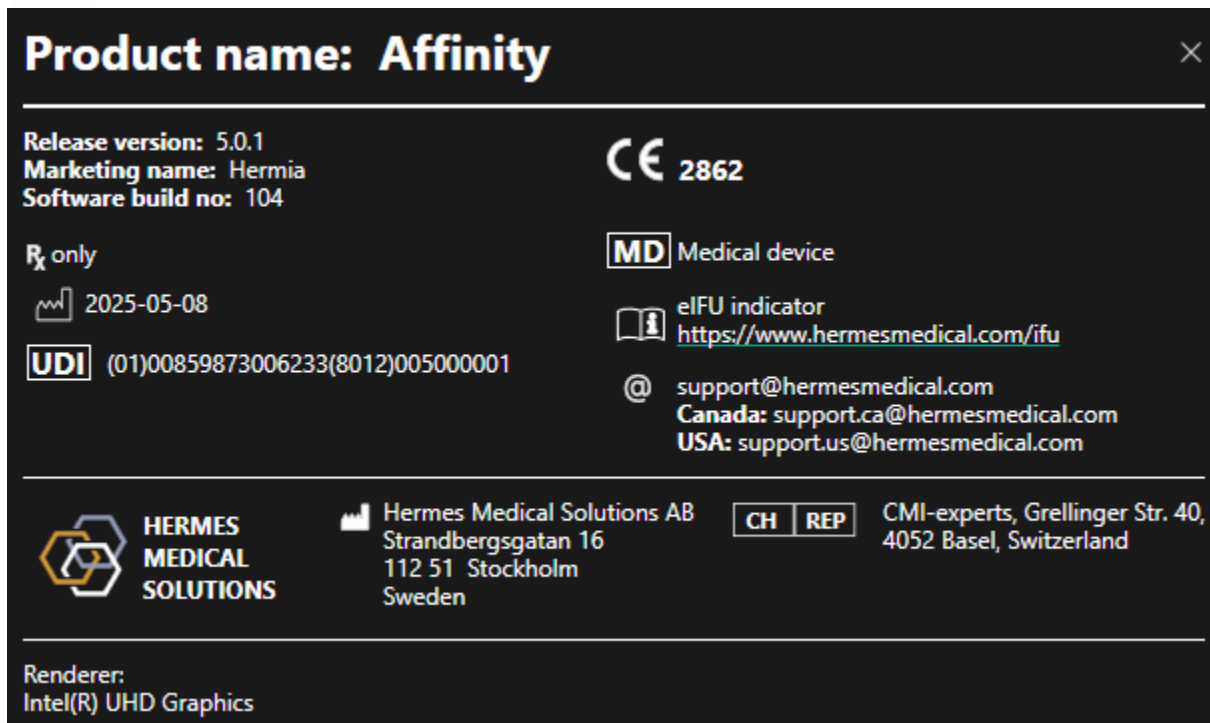 Product name: Affinity
Release version: 5.0.1
Marketing name: Hermia
Software build no: 104
CE 2862
Rx only
MD Medical device
2025-05-08
eIFU indicator
https://www.hermesmedical.com/ifu
UDI (01)00859873006233(8012)005000001
@ support@hermesmedical.com
Canada: support.ca@hermesmedical.com
USA: support.us@hermesmedical.com
HERMES
MEDICAL
SOLUTIONS
Hermes Medical Solutions AB
Strandbergsgatan 16
112 51 Stockholm
Sweden
CH REP
CMI-experts, Grellinger Str. 40,
4052 Basel, Switzerland
Renderer:
Intel(R) UHD Graphics